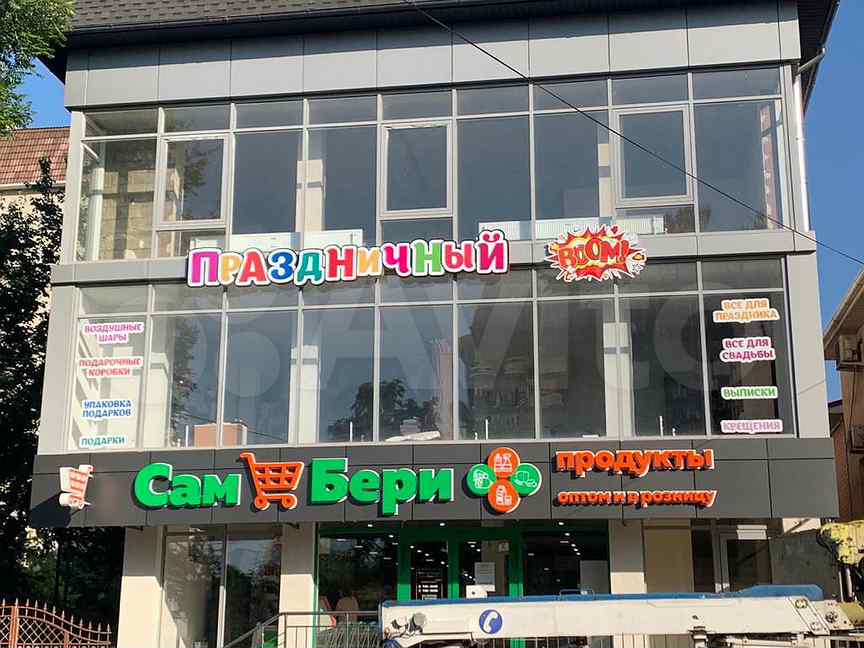 Праздничный
BOOM!
ВОЗДУШНЫЕ
ШАРЫ
ПОДАРОЧНЫЕ
КОРОБКИ
УПАКОВКА
ПОДАРКОВ
ПОДАРКИ
ВСЕ ДЛЯ
ПРАЗДНИКА
ВСЕ ДЛЯ
СВАДЬБЫ
ВЫПИСКИ
КРЕЩЕНИЯ
Сам Бери
продукты
оптом и в розницу
Avito